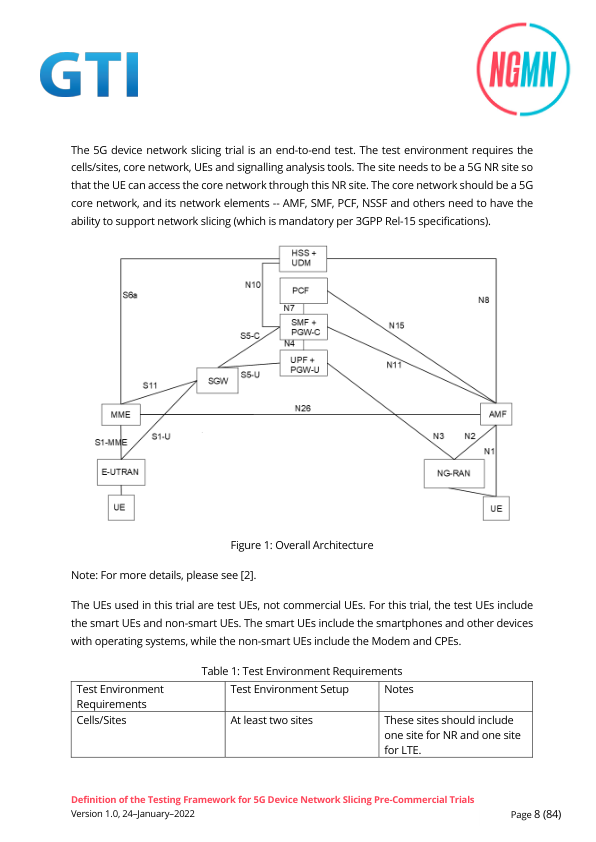 GTI
NGMN
The 5G device network slicing trial is an end-to-end test. The test environment requires the
cells/sites, core network, UEs and signalling analysis tools. The site needs to be a 5G NR site so
that the UE can access the core network through this NR site. The core network should be a 5G
core network, and its network elements -- AMF, SMF, PCF, NSSF and others need to have the
ability to support network slicing (which is mandatory per 3GPP Rel-15 specifications).
HSS +
UDM
N10
PCF
S6a
N8
N7
SMF +
PGW-C
N15
S5-C
N4
UPF +
PGW-U
N11
SGW
S5-U
S11
N26
MME
AMF
S1-MME
S1-U
N3
N2
N1
E-UTRAN
NG-RAN
UE
UE
Figure 1: Overall Architecture
Note: For more details, please see [2].
The UEs used in this trial are test UEs, not commercial UEs. For this trial, the test UEs include
the smart UEs and non-smart UEs. The smart UEs include the smartphones and other devices
with operating systems, while the non-smart UEs include the Modem and CPEs.
Table 1: Test Environment Requirements
Test Environment
Requirements
Test Environment Setup
Notes
Cells/Sites
At least two sites
These sites should include
one site for NR and one site
for LTE.
Definition of the Testing Framework for 5G Device Network Slicing Pre-Commercial Trials
Version 1.0, 24–January–2022
Page 8 (84)